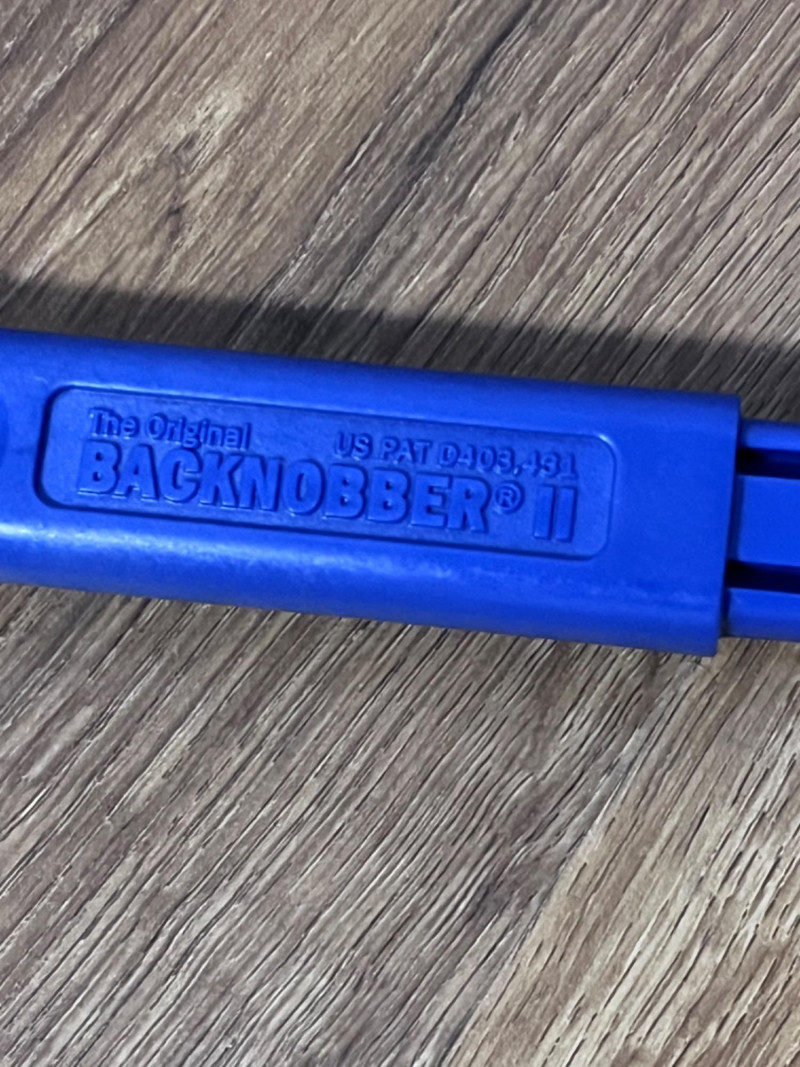 The Original US PAT D403,431
BACKNOBBER® II